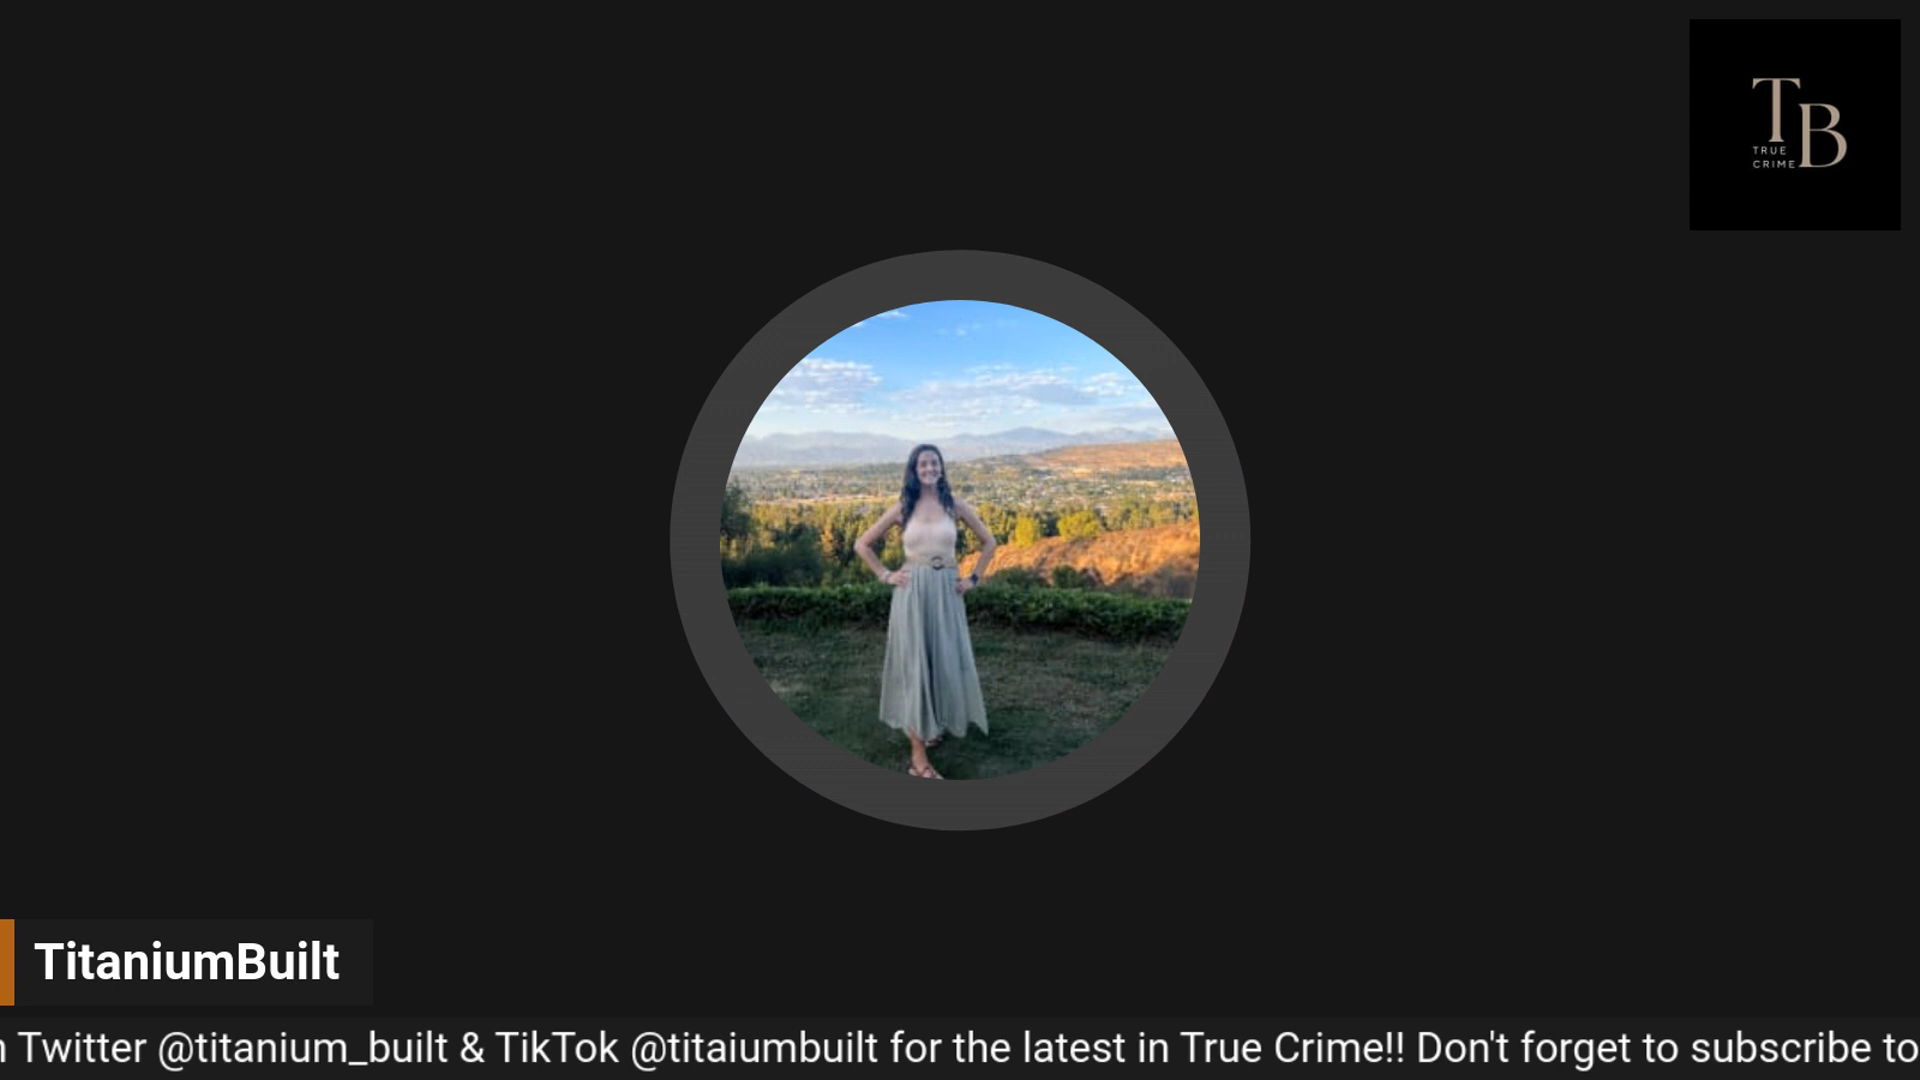 TB
TRUE
CRIME
TitaniumBuilt
Twitter @titanium_built & TikTok @titaiumbuilt for the latest in True Crime!! Don't forget to subscribe to